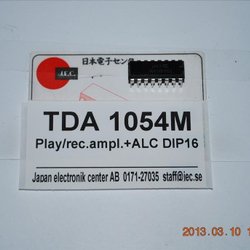 日本電子センタ
J.E.C.
TDA 1054M
Play/rec.ampl.+ALC DIP16
Japan electronik center AB 0171-27035 staff@iec.se
2013.03.10